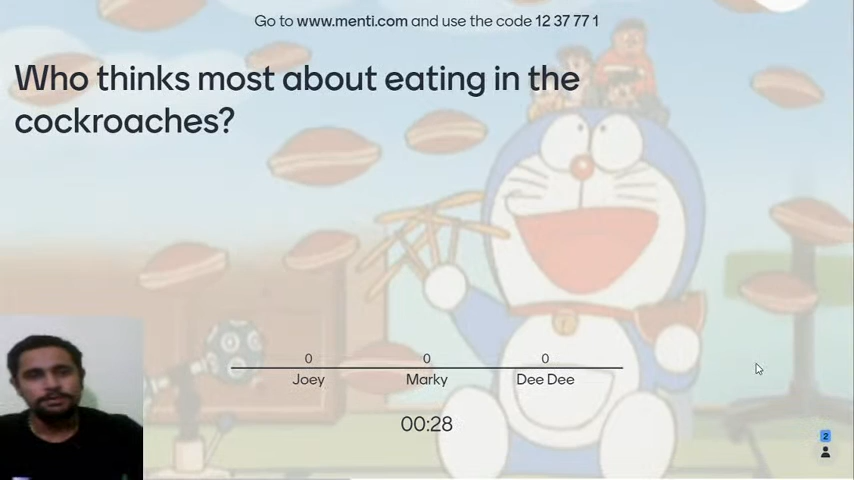 Go to www.menti.com and use the code 12 37 77 1
Who thinks most about eating in the
cockroaches?
0
0
0
Joey
Marky
Dee Dee
00:28
2